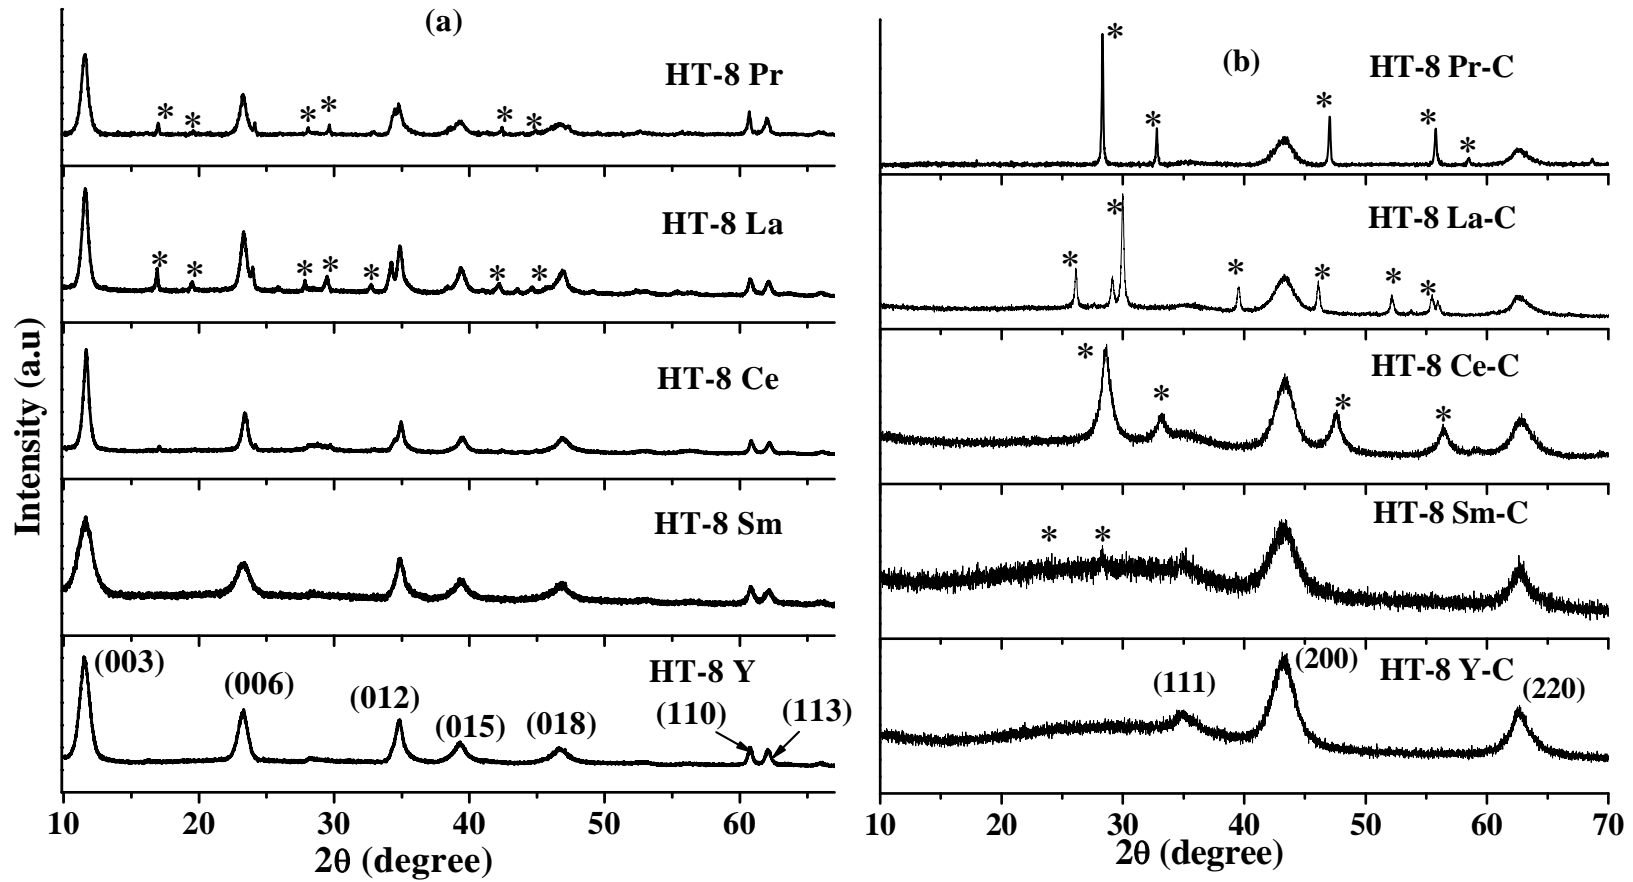 (a)
HT-8 Pr
* * * * * *
HT-8 La
* * * * * * *
HT-8 Ce
HT-8 Sm
HT-8 Y
(003)
(006)
(012)
(015)
(018)
(110)
(113)
10 20 30 40 50 60
2θ (degree)
Intensity (a.u)
(b)
HT-8 Pr-C
* * * * *
HT-8 La-C
* * * * * *
HT-8 Ce-C
* * * *
HT-8 Sm-C
* *
HT-8 Y-C
(111)
(200)
(220)
10 20 30 40 50 60 70
2θ (degree)